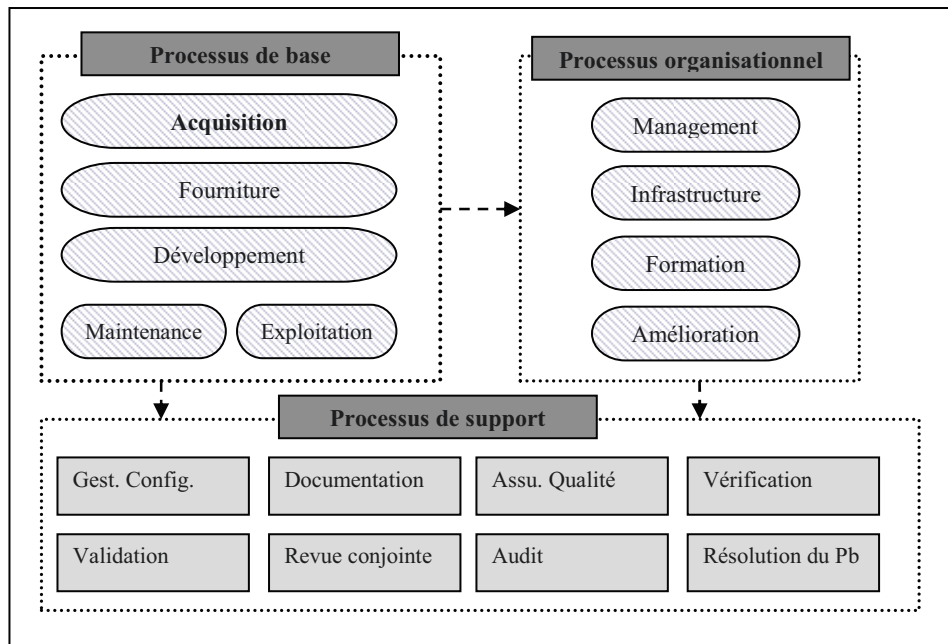 Processus de base
Acquisition
Fourniture
Développement
Maintenance
Exploitation
Processus organisationnel
Management
Infrastructure
Formation
Amélioration
Processus de support
Gest. Config.
Documentation
Assu. Qualité
Vérification
Validation
Revue conjointe
Audit
Résolution du Pb